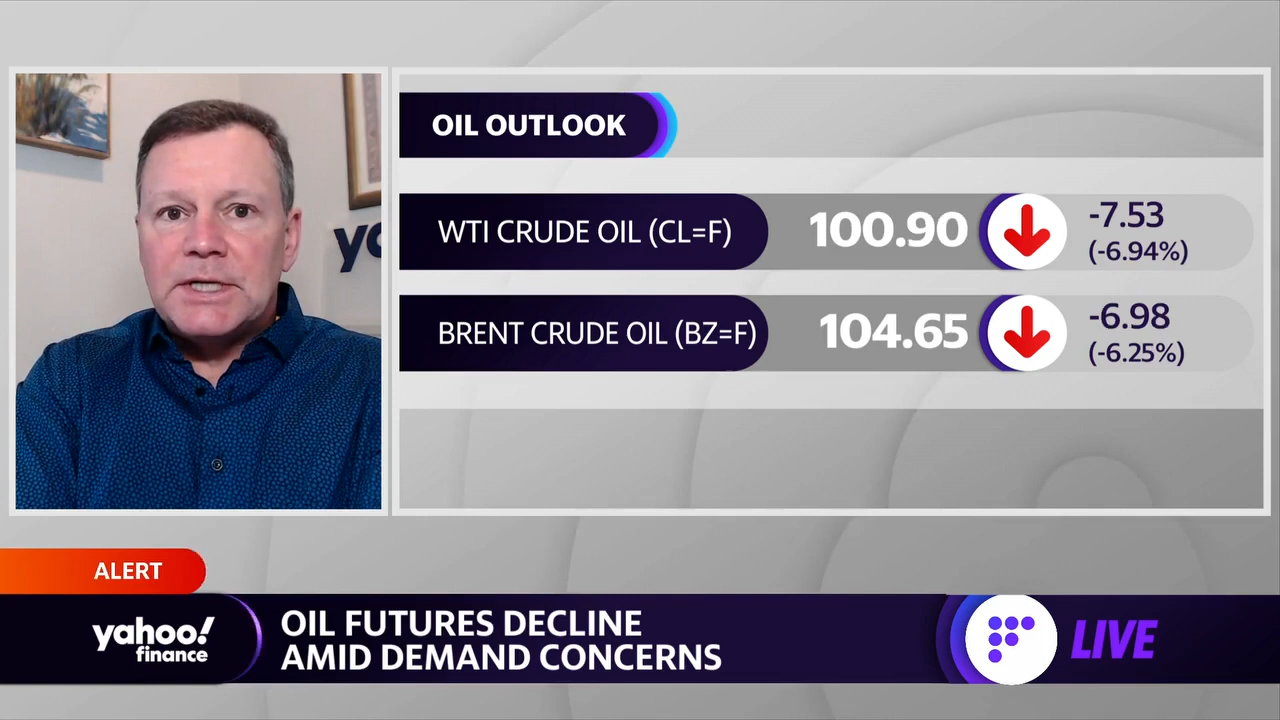 OIL OUTLOOK
WTI CRUDE OIL (CL=F) 100.90 -7.53
(-6.94%)
BRENT CRUDE OIL (BZ=F) 104.65 -6.98
(-6.25%)
ALERT
yahoo!
finance
OIL FUTURES DECLINE
AMID DEMAND CONCERNS
LIVE